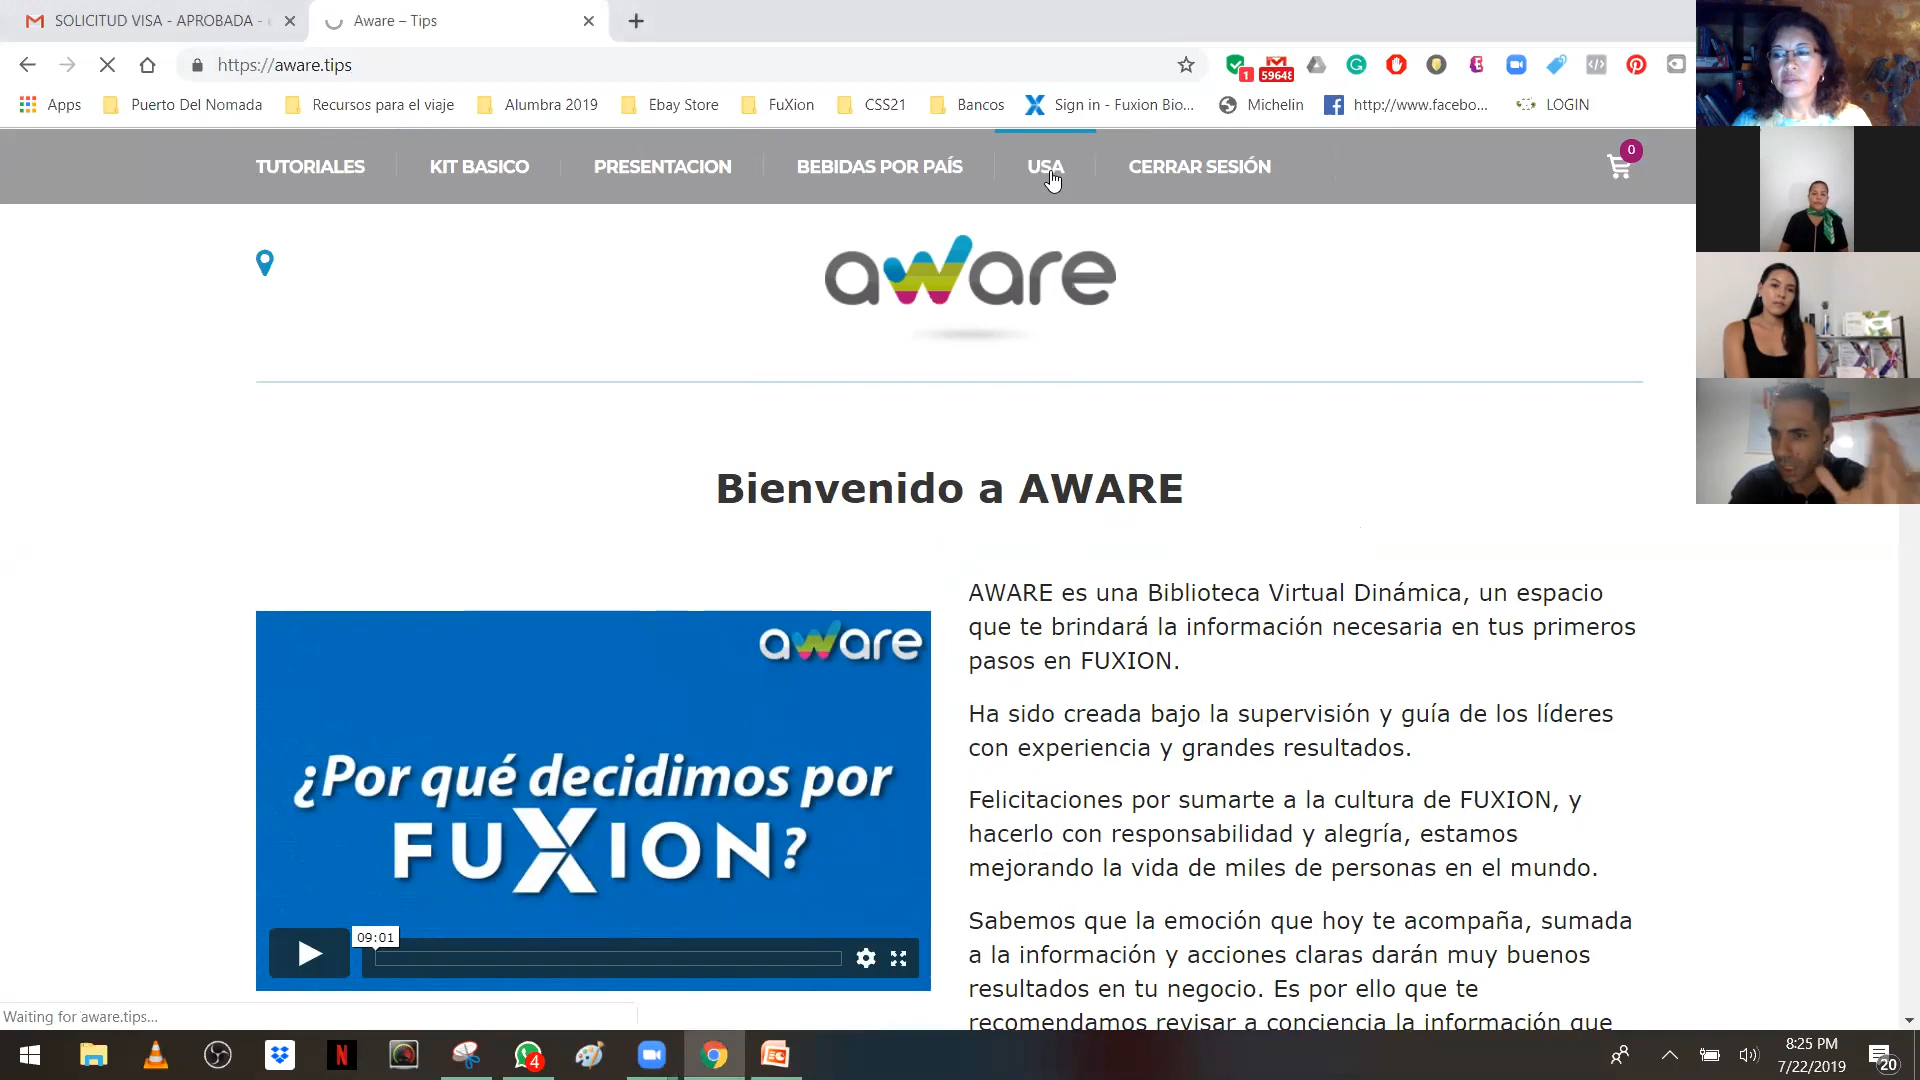 SOLICITUD VISA - APROBADA -
Aware – Tips
https://aware.tips
1
59648
Apps
Puerto Del Nomada
Recursos para el viaje
Alumbra 2019
Ebay Store
FuXion
CSS21
Bancos
Sign in - Fuxion Bio...
Michelin
http://www.facebo...
LOGIN
TUTORIALES
KIT BASICO
PRESENTACION
BEBIDAS POR PAÍS
USA
CERRAR SESIÓN
0
aware
Bienvenido a AWARE
aware
¿Por qué decidimos por
FUXION?
09:01
AWARE es una Biblioteca Virtual Dinámica, un espacio
que te brindará la información necesaria en tus primeros
pasos en FUXION.
Ha sido creada bajo la supervisión y guía de los líderes
con experiencia y grandes resultados.
Felicitaciones por sumarte a la cultura de FUXION, y
hacerlo con responsabilidad y alegría, estamos
mejorando la vida de miles de personas en el mundo.
Sabemos que la emoción que hoy te acompaña, sumada
a la información y acciones claras darán muy buenos
resultados en tu negocio. Es por ello que te
recomendamos revisar a conciencia la información que
Waiting for aware.tips...
4
8:25 PM
7/22/2019
20